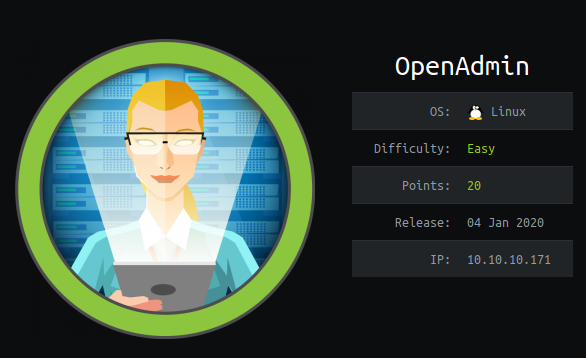 OpenAdmin
OS: Linux
Difficulty: Easy
Points: 20
Release: 04 Jan 2020
IP: 10.10.10.171